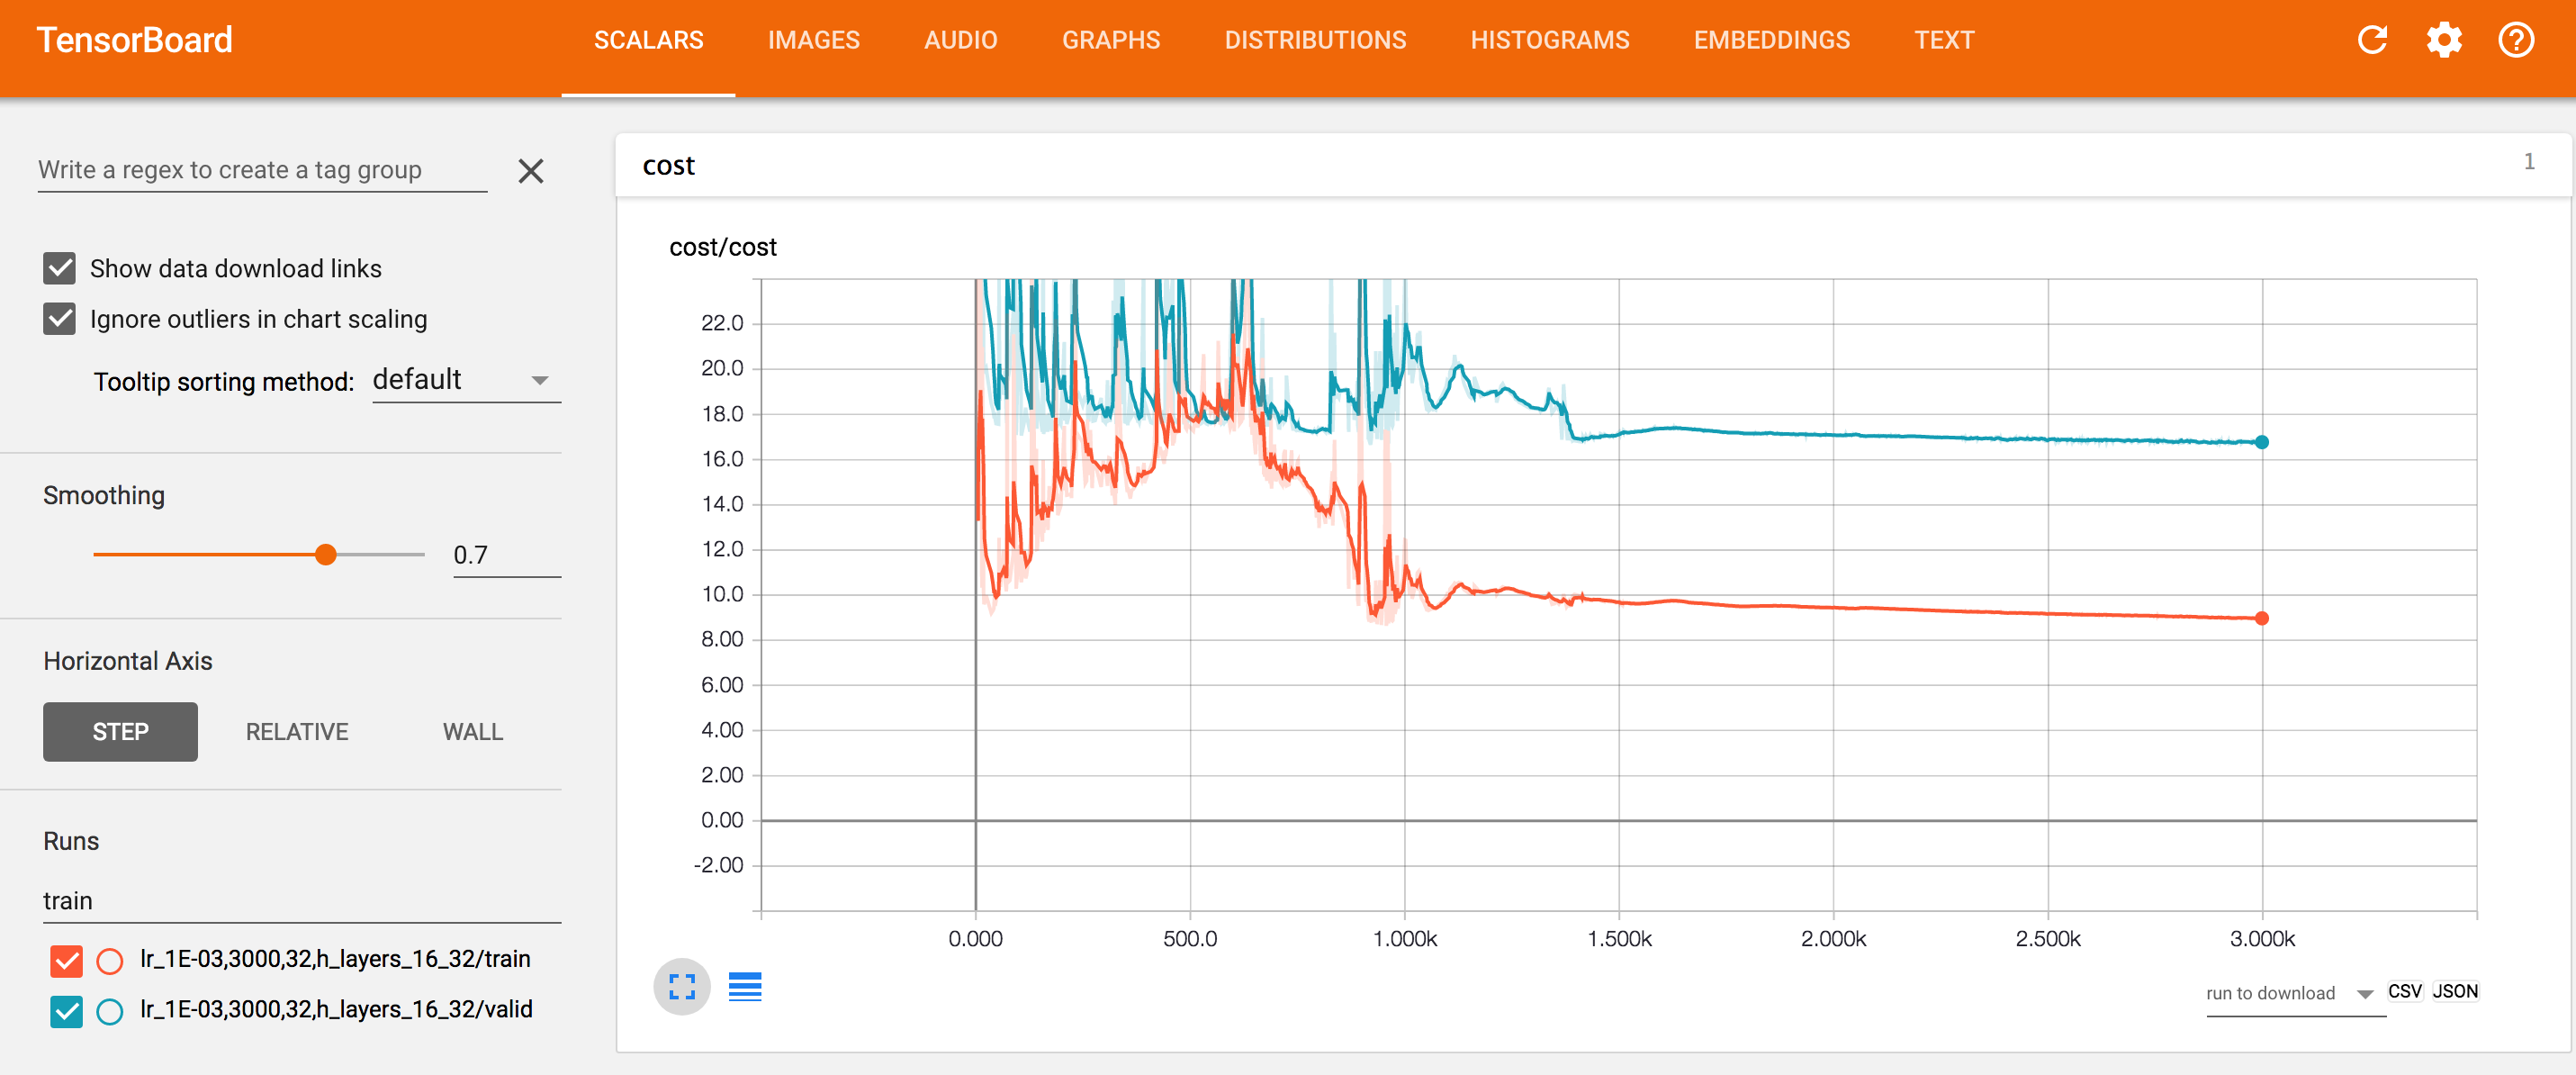 TensorBoard
SCALARS IMAGES AUDIO GRAPHS DISTRIBUTIONS HISTOGRAMS EMBEDDINGS TEXT
Write a regex to create a tag group
Show data download links
Ignore outliers in chart scaling
Tooltip sorting method: default
Smoothing
0.7
Horizontal Axis
STEP RELATIVE WALL
Runs
train
lr_1E-03,3000,32,h_layers_16_32/train
lr_1E-03,3000,32,h_layers_16_32/valid
cost 1
cost/cost
22.0
20.0
18.0
16.0
14.0
12.0
10.0
8.00
6.00
4.00
2.00
0.00
-2.00
0.000 500.0 1.000k 1.500k 2.000k 2.500k 3.000k
run to download CSV JSON